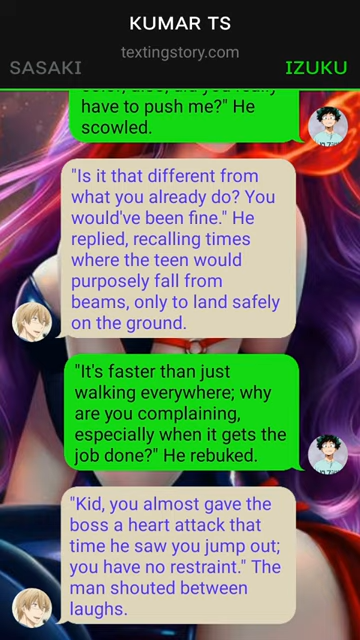 KUMAR TS
textingstory.com
SASAKI
IZUKU
have to push me?" He
scowled.
"Is it that different from
what you already do? You
would've been fine." He
replied, recalling times
where the teen would
purposely fall from
beams, only to land safely
on the ground.
"It's faster than just
walking everywhere; why
are you complaining,
especially when it gets the
job done?" He rebuked.
"Kid, you almost gave the
boss a heart attack that
time he saw you jump out;
you have no restraint." The
man shouted between
laughs.